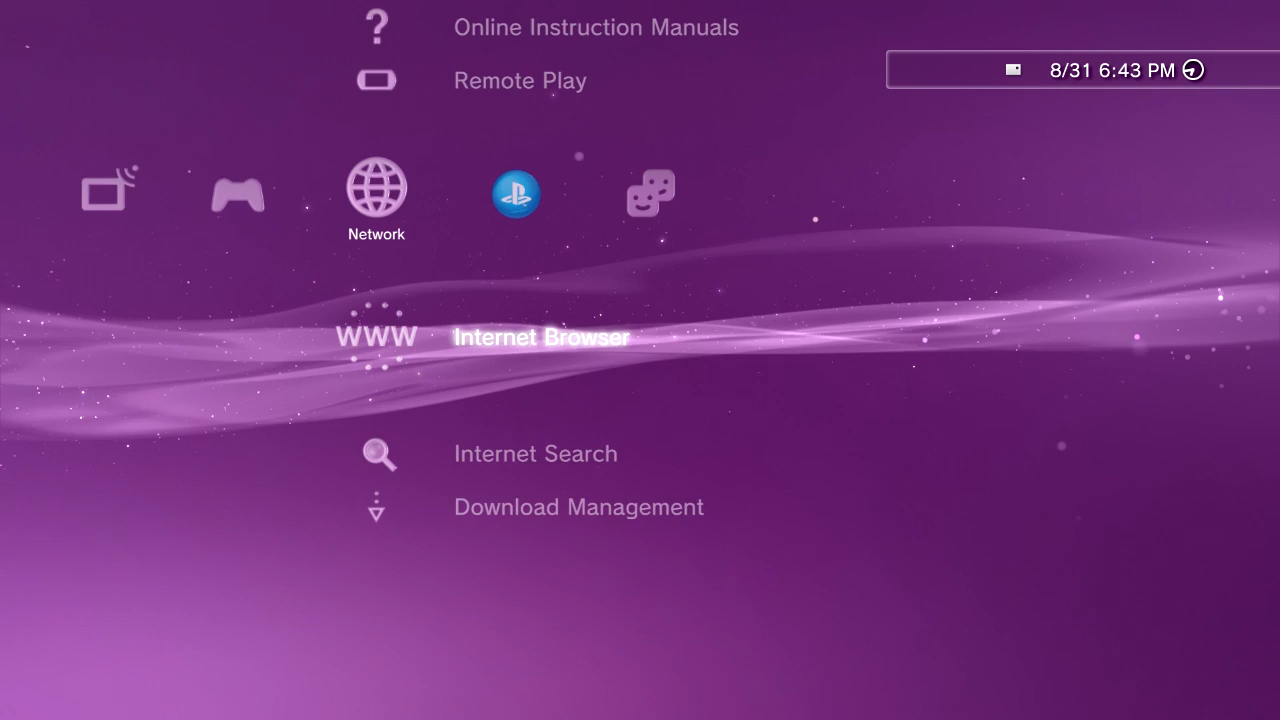 Online Instruction Manuals
Remote Play
8/31 6:43 PM
Network
WWW
Internet Browser
Internet Search
Download Management